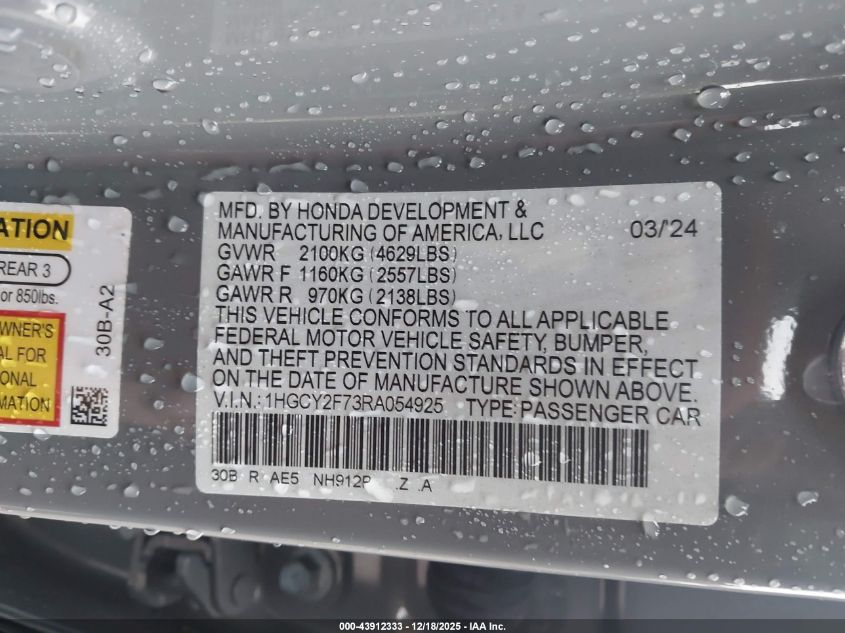 ATION
REAR 3
or 850lbs.
OWNER'S
AL FOR
ONAL
MATION
30B-A2
MFD. BY HONDA DEVELOPMENT &
MANUFACTURING OF AMERICA, LLC 03/'24
GVWR 2100KG (4629LBS)
GAWR F 1160KG (2557LBS)
GAWR R 970KG (2138LBS)
THIS VEHICLE CONFORMS TO ALL APPLICABLE
FEDERAL MOTOR VEHICLE SAFETY, BUMPER,
AND THEFT PREVENTION STANDARDS IN EFFECT
ON THE DATE OF MANUFACTURE SHOWN ABOVE.
V.I.N.: 1HGCY2F73RA054925 TYPE: PASSENGER CAR
30B R AE5 NH912P .Z .A
000-43912333 - 12/18/2025 - IAA Inc.